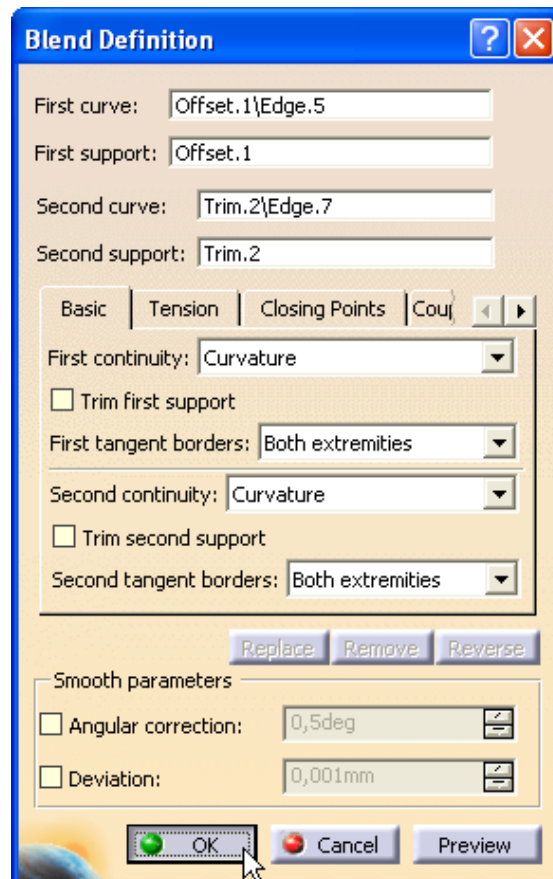 Blend Definition
First curve: Offset.1\Edge.5
First support: Offset.1
Second curve: Trim.2\Edge.7
Second support: Trim.2
Basic Tension Closing Points Coup
First continuity: Curvature
Trim first support
First tangent borders: Both extremities
Second continuity: Curvature
Trim second support
Second tangent borders: Both extremities
Replace Remove Reverse
Smooth parameters
Angular correction: 0,5deg
Deviation: 0,001mm
OK Cancel Preview